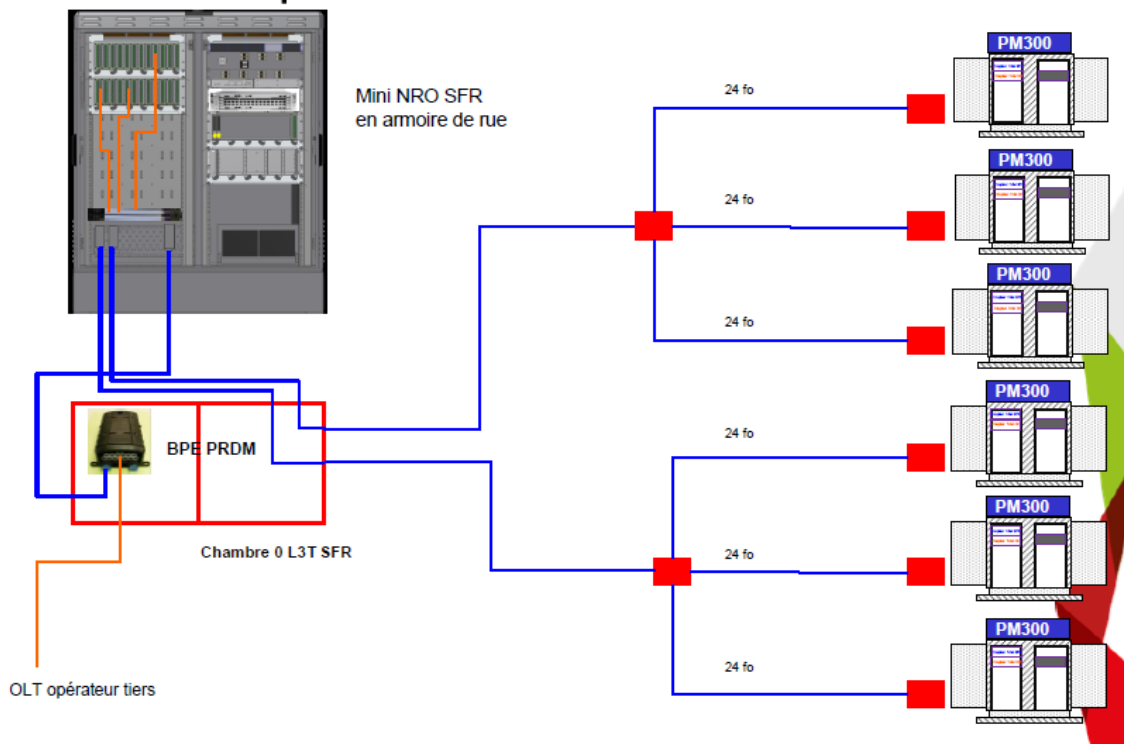 Mini NRO SFR
en armoire de rue
24 fo
PM300
24 fo
PM300
24 fo
PM300
BPE PRDM
Chambre 0 L3T SFR
24 fo
PM300
24 fo
PM300
24 fo
PM300
OLT opérateur tiers